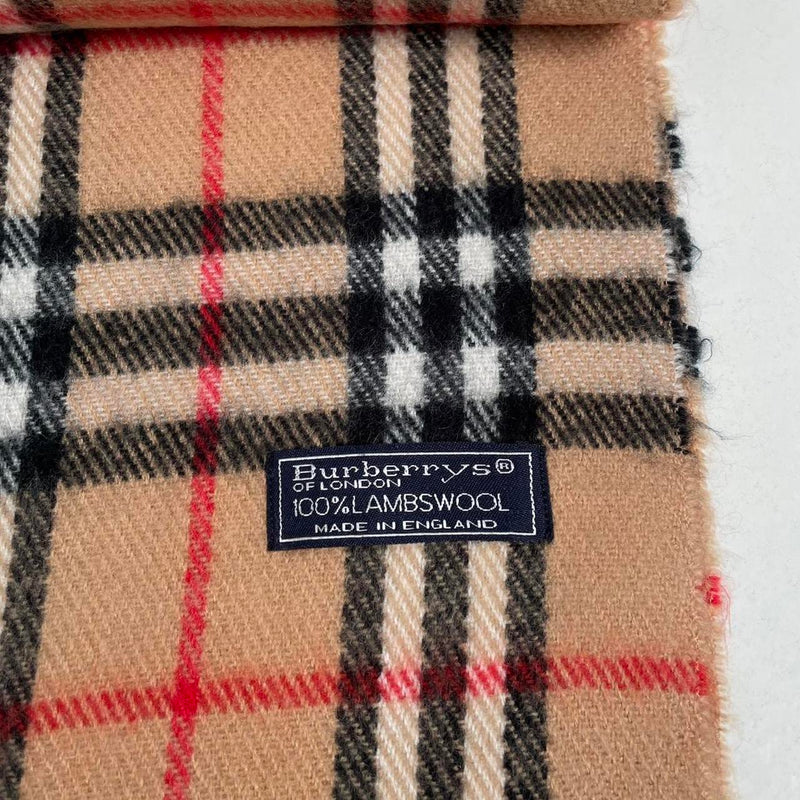 Burberrys®
OF LONDON
100%LAMBSWOOL
MADE IN ENGLAND